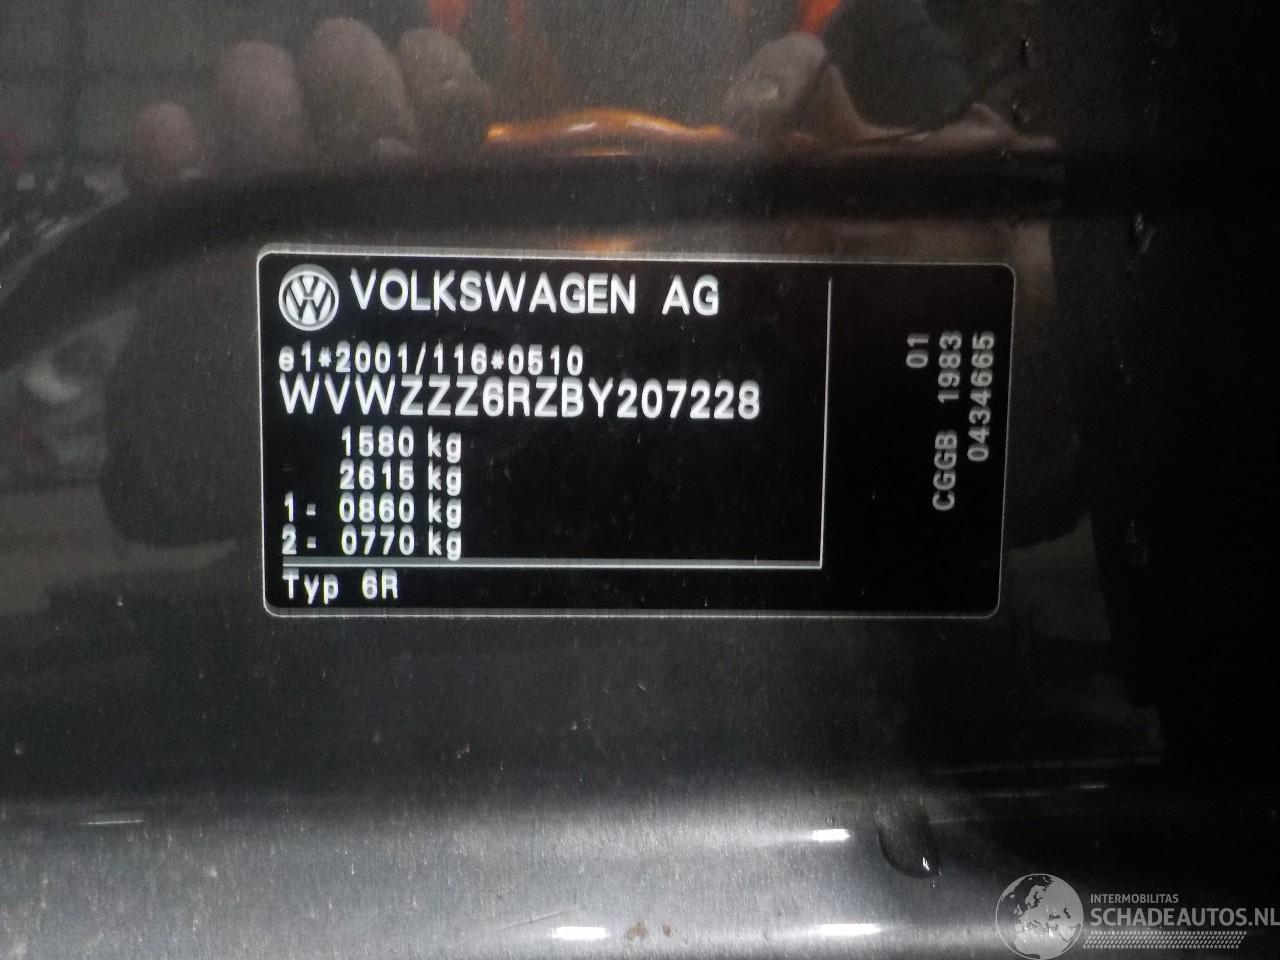 VOLKSWAGEN AG
e1*2001/116*0510
WVWZZZ6RZBY207228
1580 kg
2615 kg
1- 0860 kg
2- 0770 kg
Typ 6R
01
CGGB 1983
0434665
INTERMOBILITAS
SCHADEAUTOS.NL